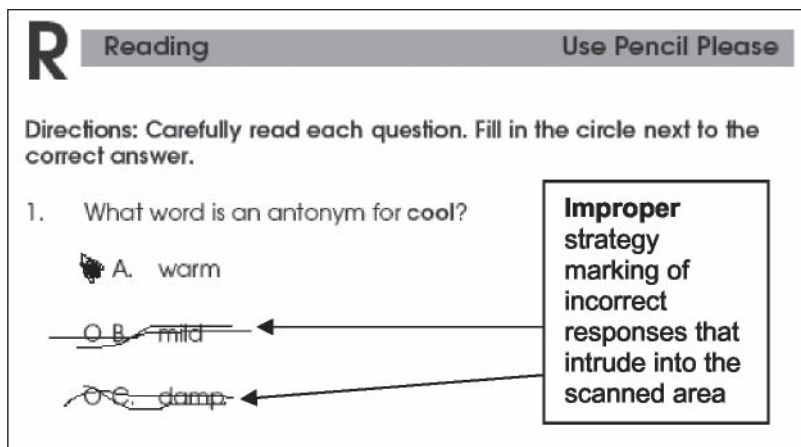 R Reading Use Pencil Please
Directions: Carefully read each question. Fill in the circle next to the
correct answer.
1. What word is an antonym for cool?
A. warm
B. mild
C. damp
Improper
strategy
marking of
incorrect
responses that
intrude into the
scanned area